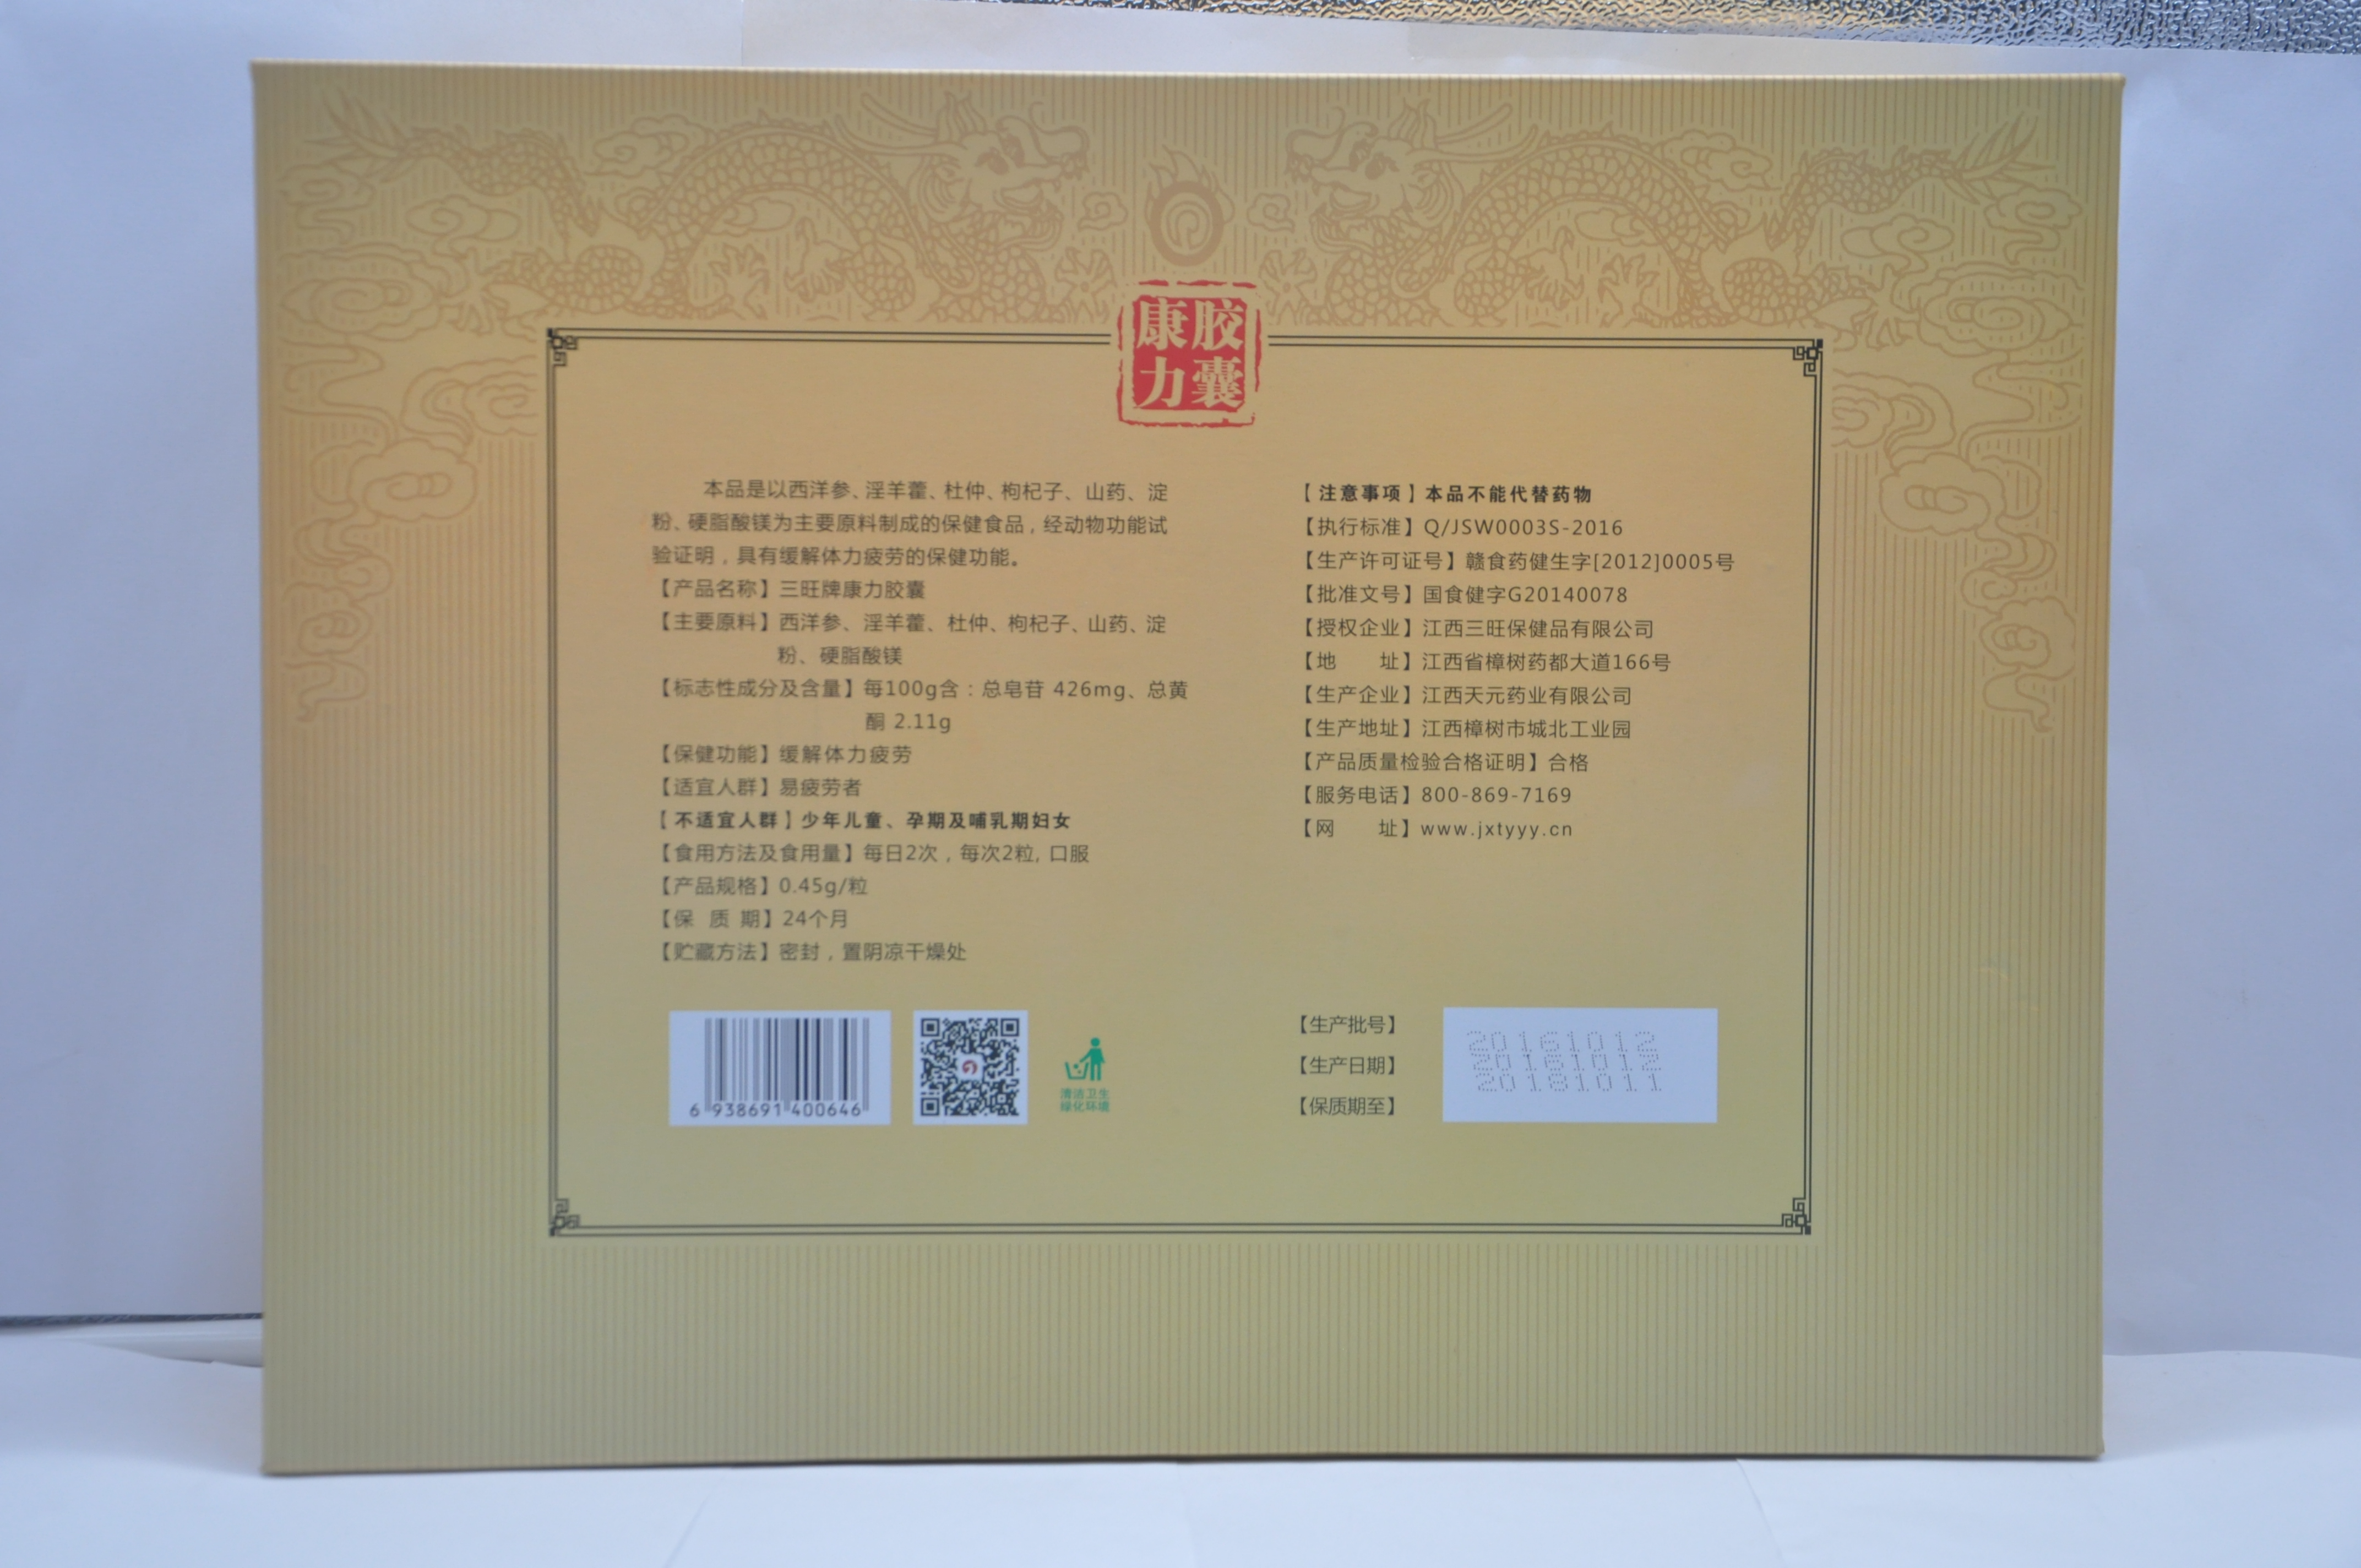 康力胶囊
本品是以西洋参、淫羊藿、杜仲、枸杞子、山药、淀
粉、硬脂酸镁为主要原料制成的保健食品，经动物功能试
验证明，具有缓解体力疲劳的保健功能。
【产品名称】三旺牌康力胶囊
【主要原料】西洋参、淫羊藿、杜仲、枸杞子、山药、淀
粉、硬脂酸镁
【标志性成分及含量】每100g含：总皂苷 426mg、总黄
酮 2.11g
【保健功能】缓解体力疲劳
【适宜人群】易疲劳者
【不适宜人群】少年儿童、孕期及哺乳期妇女
【食用方法及食用量】每日2次，每次2粒, 口服
【产品规格】0.45g/粒
【保 质 期】24个月
【贮藏方法】密封，置阴凉干燥处
6 938691 400646
清洁卫生
绿化环境
【注意事项】本品不能代替药物
【执行标准】Q/JSW0003S-2016
【生产许可证号】赣食药健生字[2012]0005号
【批准文号】国食健字G20140078
【授权企业】江西三旺保健品有限公司
【地 址】江西省樟树药都大道166号
【生产企业】江西天元药业有限公司
【生产地址】江西樟树市城北工业园
【产品质量检验合格证明】合格
【服务电话】800-869-7169
【网 址】www.jxtyyy.cn
【生产批号】
【生产日期】
【保质期至】
20161012
20161012
20181011